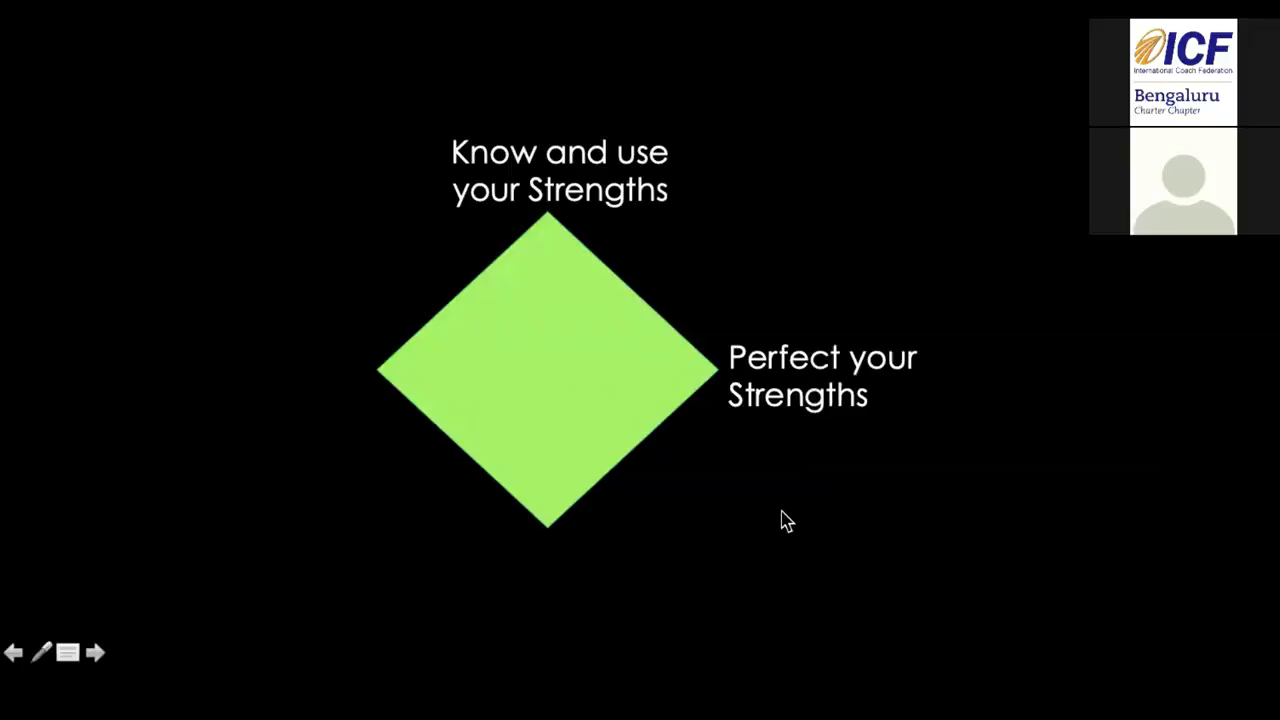 Know and use
your Strengths
Perfect your
Strengths
ICF
International Coach Federation
Bengaluru
Charter Chapter